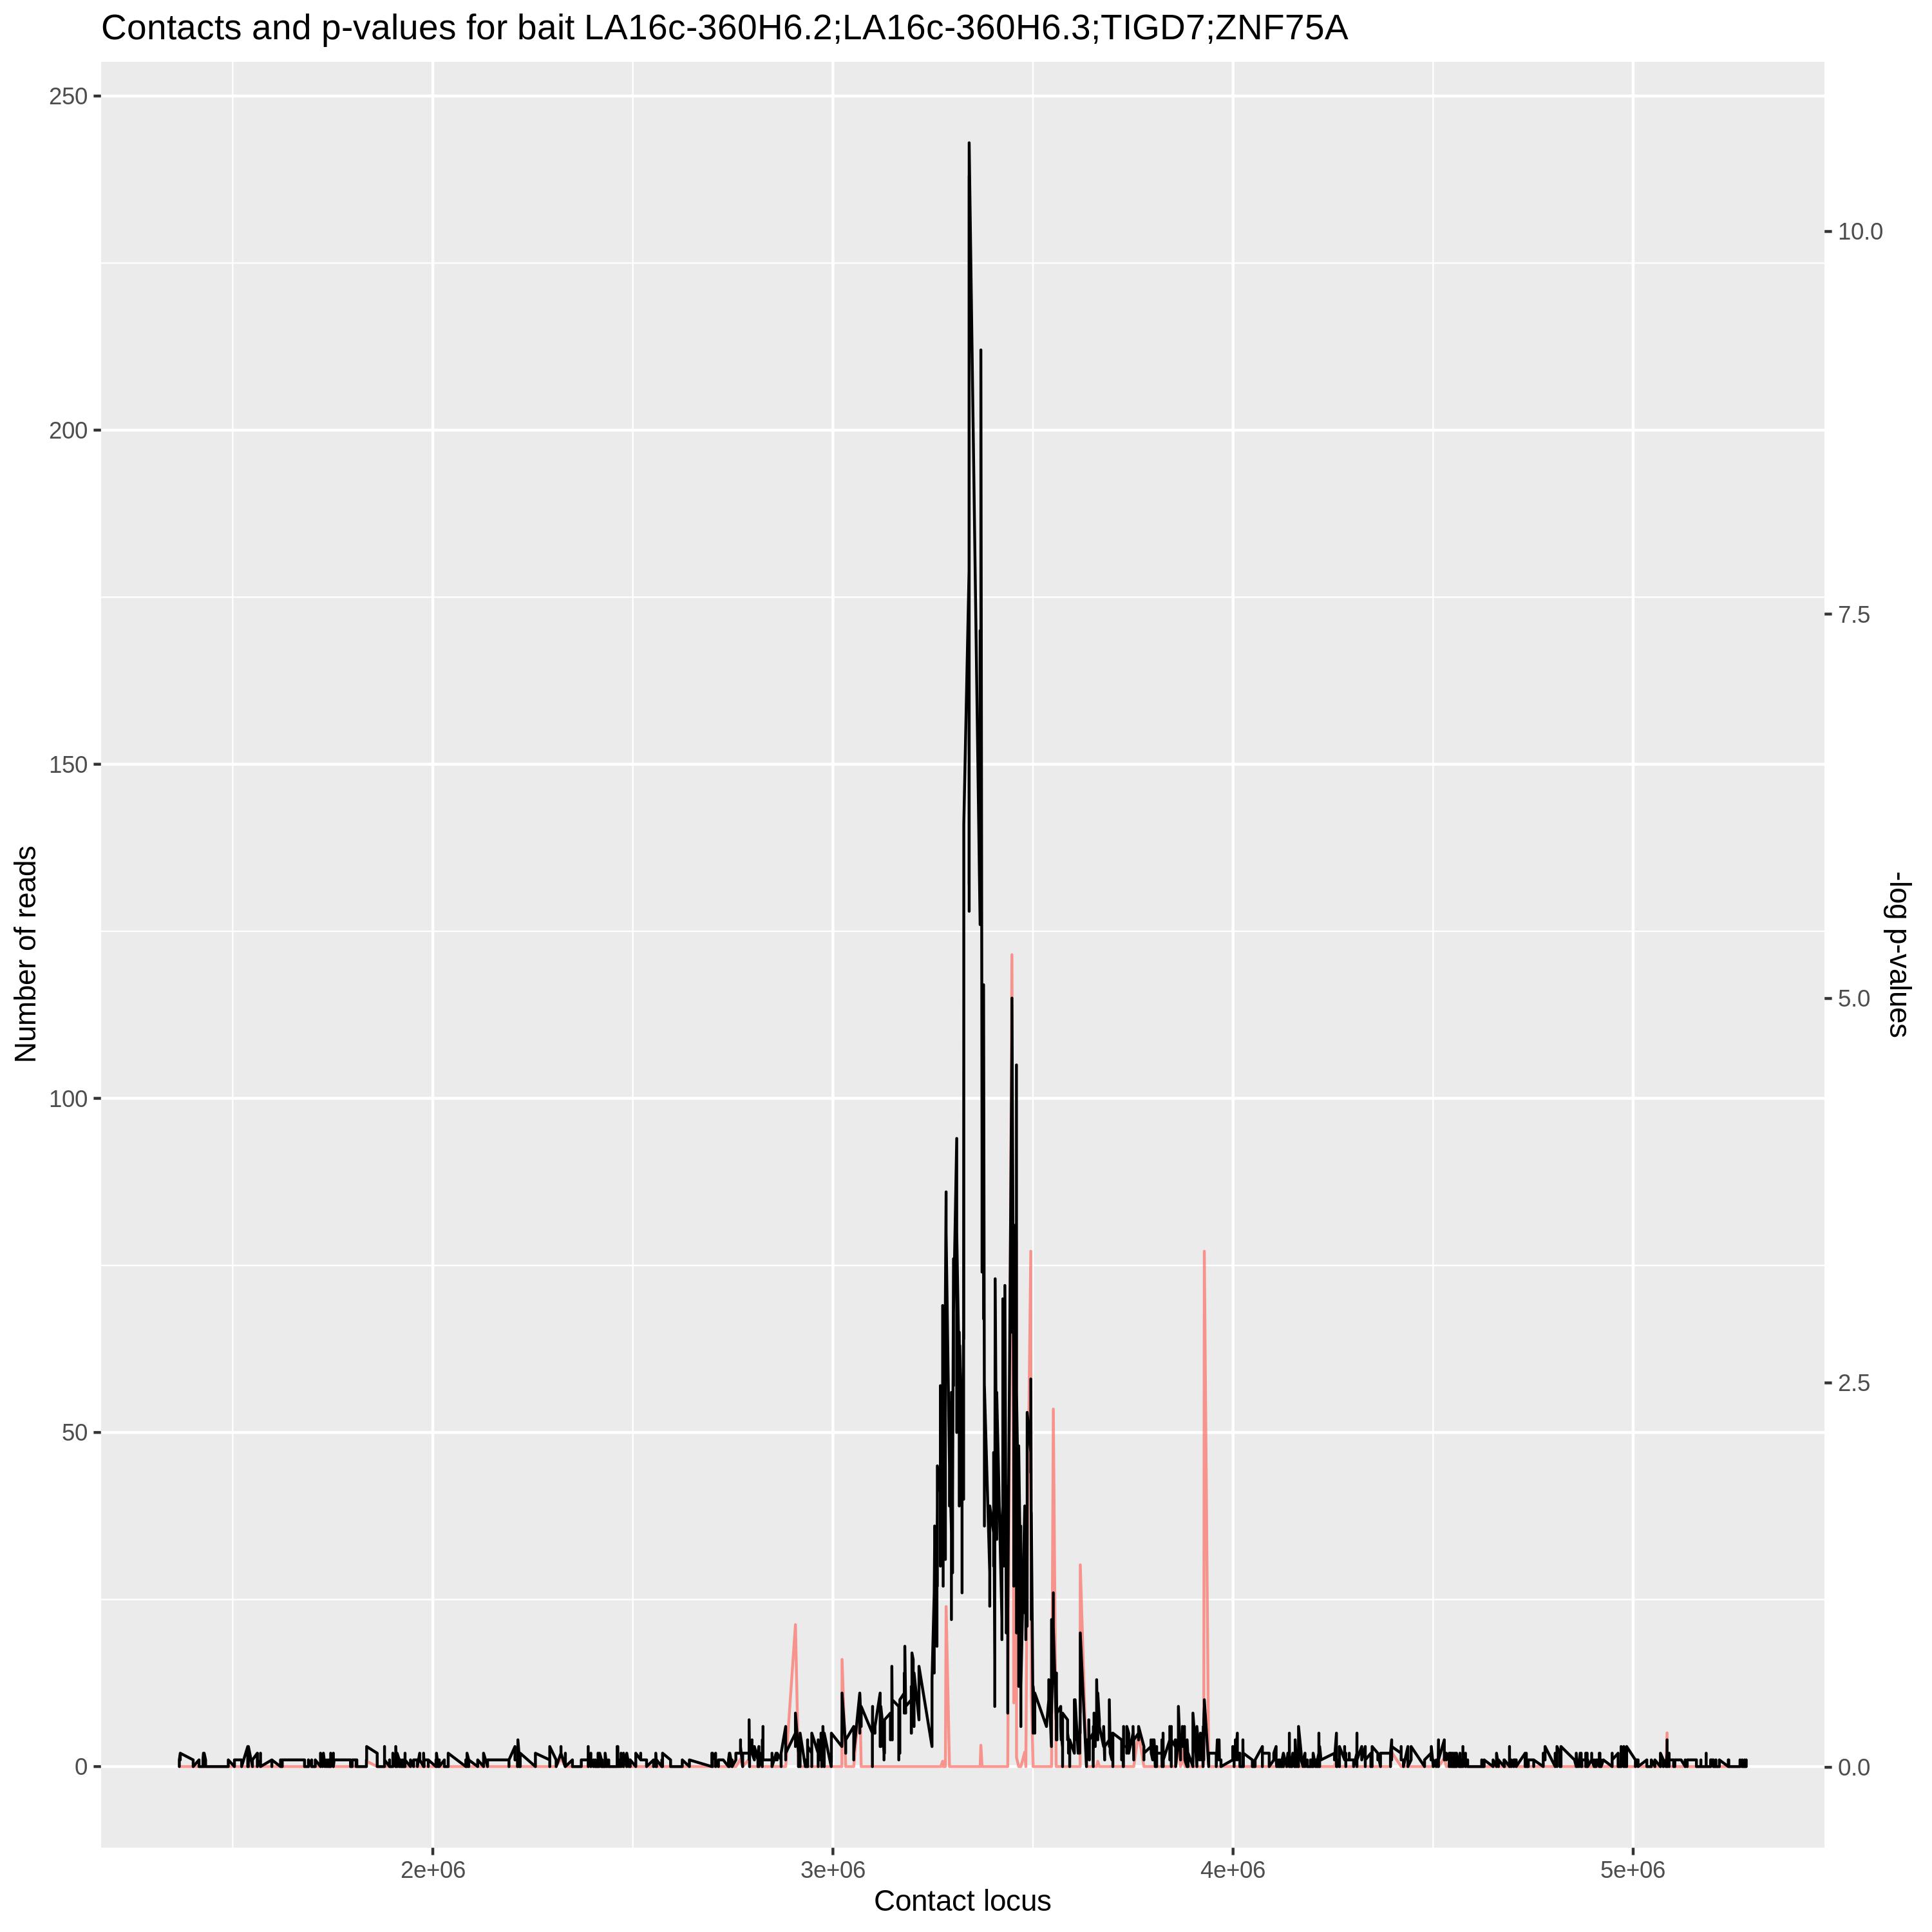 Contacts and p-values for bait LA16c-360H6.2;LA16c-360H6.3;TIGD7;ZNF75A
250
200
150
100
50
0
Number of reads
10.0
7.5
5.0
2.5
0.0
-log p-values
2e+06
3e+06
4e+06
5e+06
Contact locus